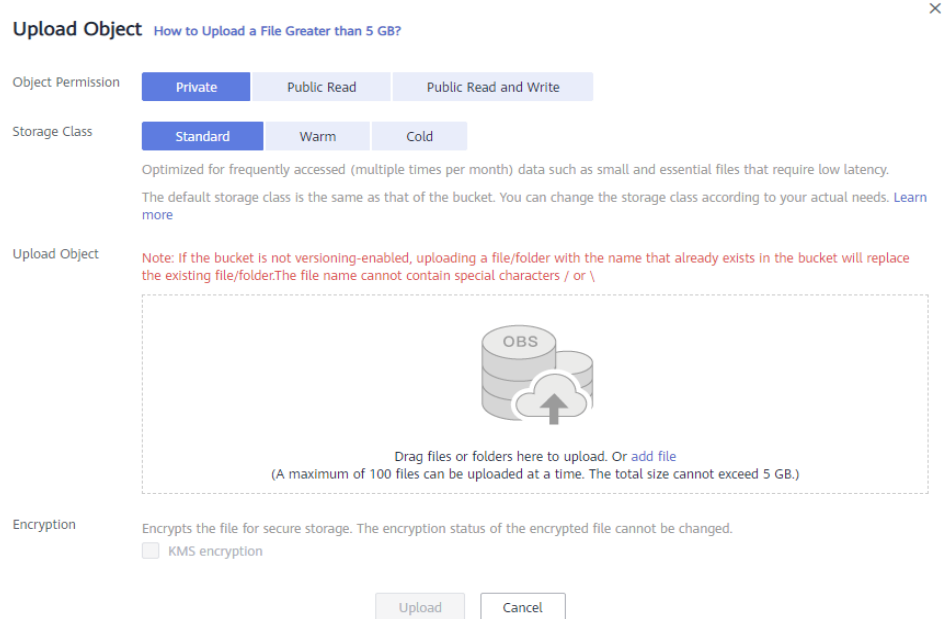 Upload Object How to Upload a File Greater than 5 GB?
Object Permission Private Public Read Public Read and Write
Storage Class Standard Warm Cold
Optimized for frequently accessed (multiple times per month) data such as small and essential files that require low latency.
The default storage class is the same as that of the bucket. You can change the storage class according to your actual needs. Learn
more
Upload Object
Note: If the bucket is not versioning-enabled, uploading a file/folder with the name that already exists in the bucket will replace
the existing file/folder.The file name cannot contain special characters / or \
OBS
Drag files or folders here to upload. Or add file
(A maximum of 100 files can be uploaded at a time. The total size cannot exceed 5 GB.)
Encryption
Encrypts the file for secure storage. The encryption status of the encrypted file cannot be changed.
KMS encryption
Upload Cancel